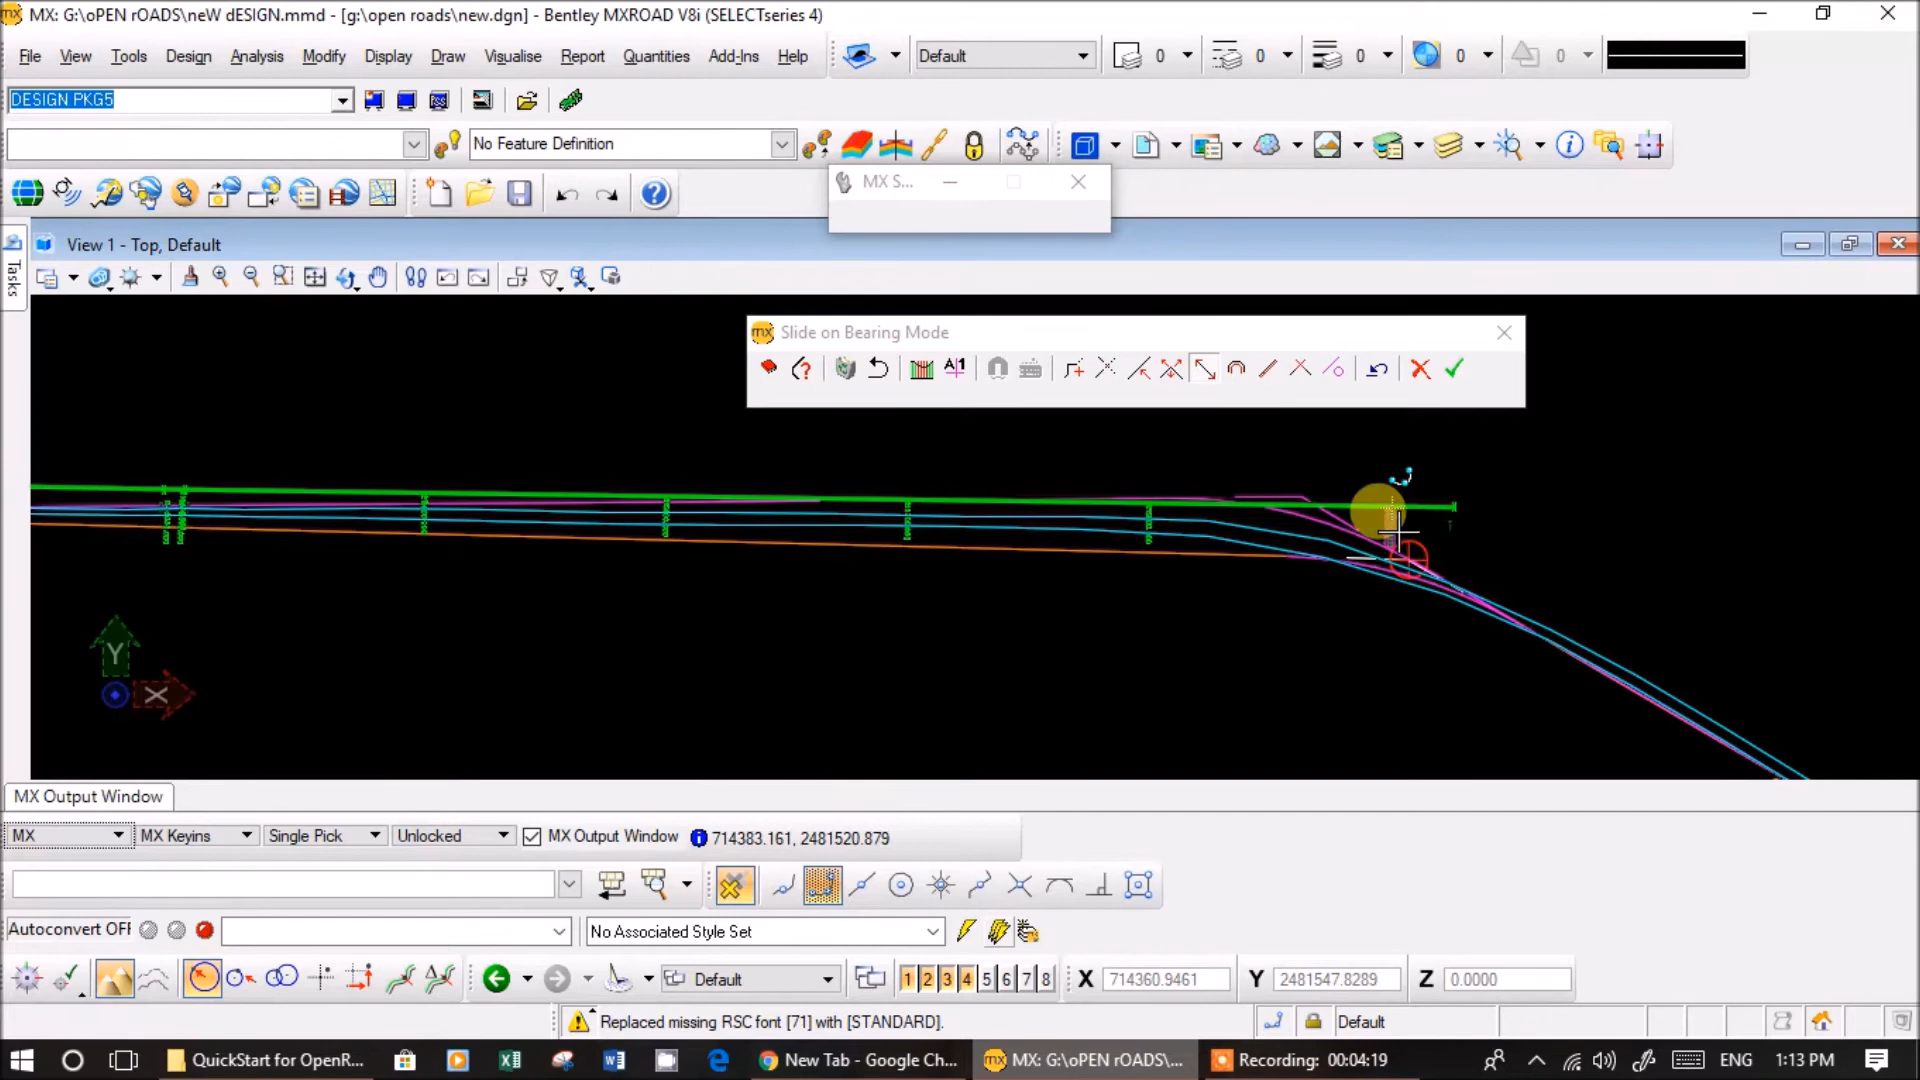 MX: G:\oPEN rOADS\neW dESIGN.mmd - [g:\open roads\new.dgn] - Bentley MXROAD V8i (SELECTseries 4)
File View Tools Design Analysis Modify Display Draw Visualise Report Quantities Add-Ins Help
Default 0 0 0 0 0
DESIGN PKG5
No Feature Definition
MX S...
View 1 - Top, Default
Tasks
Slide on Bearing Mode
Y
X
MX Output Window
MX MX Keyins Single Pick Unlocked MX Output Window 714383.161, 2481520.879
Autoconvert OFF No Associated Style Set
Default 1 2 3 4 5 6 7 8 X 714360.9461 Y 2481547.8289 Z 0.0000
Replaced missing RSC font [71] with [STANDARD]. Default
QuickStart for OpenR... New Tab - Google Ch... MX: G:\oPEN rOADS\... Recording: 00:04:19 ENG 1:13 PM